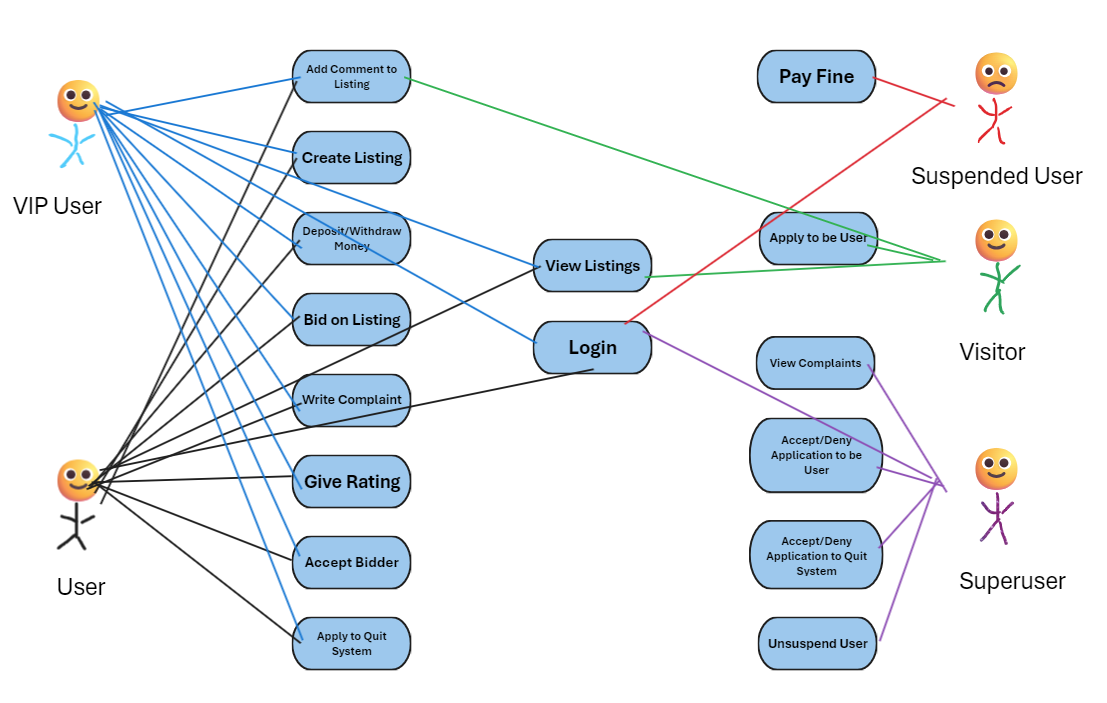 Add Comment to
Listing
Pay Fine
Suspended User
VIP User
Create Listing
Deposit/Withdraw
Money
Apply to be User
View Listings
Bid on Listing
Login
Visitor
View Complaints
Write Complaint
Accept/Deny
Application to be
User
Give Rating
Accept Bidder
Accept/Deny
Application to Quit
System
User
Superuser
Apply to Quit
System
Unsuspend User